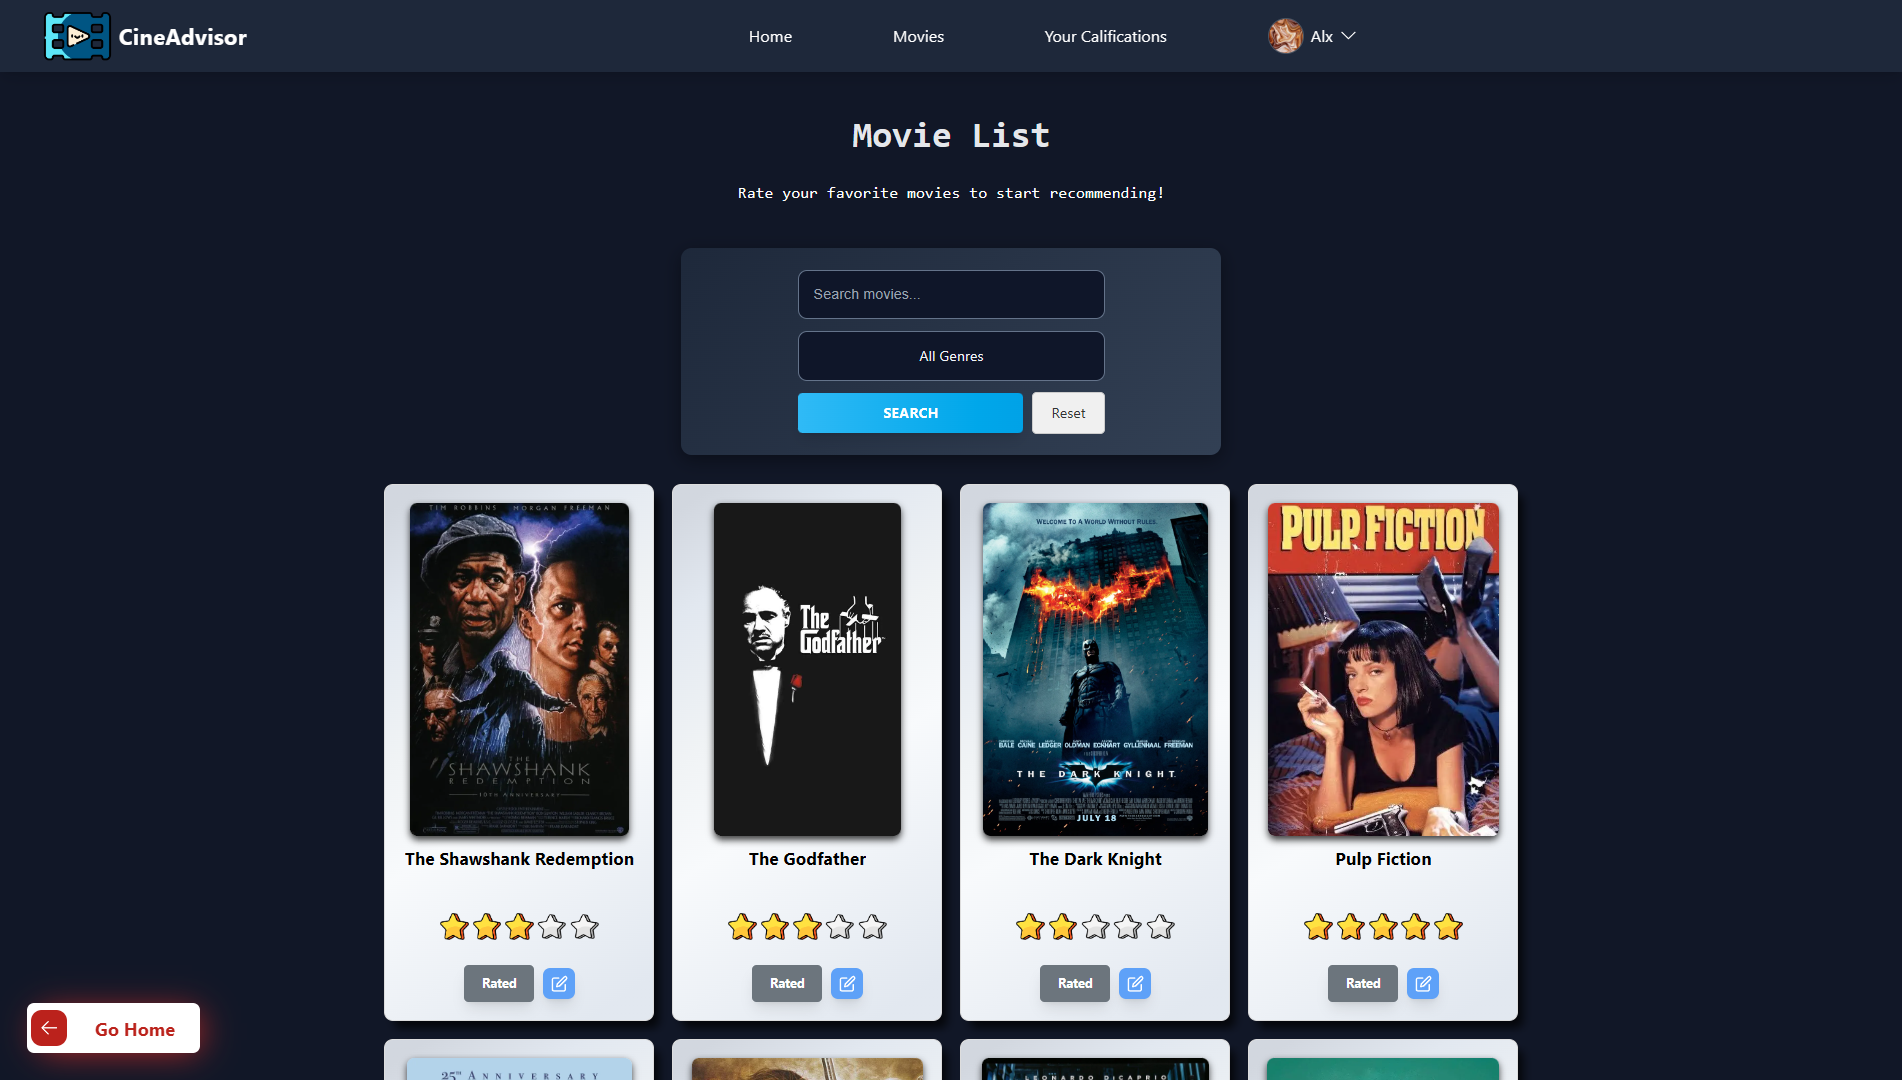 CineAdvisor
Home
Movies
Your Califications
Alx
Movie List
Rate your favorite movies to start recommending!
Search movies...
All Genres
SEARCH
Reset
TIM ROBBINS MORGAN FREEMAN
THE
SHAWSHANK
REDEMPTION
10TH ANNIVERSARY
The Shawshank Redemption
Rated
The
Godfather
The Godfather
Rated
WELCOME TO A WORLD WITHOUT RULES.
BALE CAINE LEDGER OLDMAN ECKHART GYLLENHAAL FREEMAN
THE DARK KNIGHT
JULY 18
The Dark Knight
Rated
PULP FICTION
Pulp Fiction
Rated
Go Home
25TH ANNIVERSARY
LEONARDO DICAPRIO